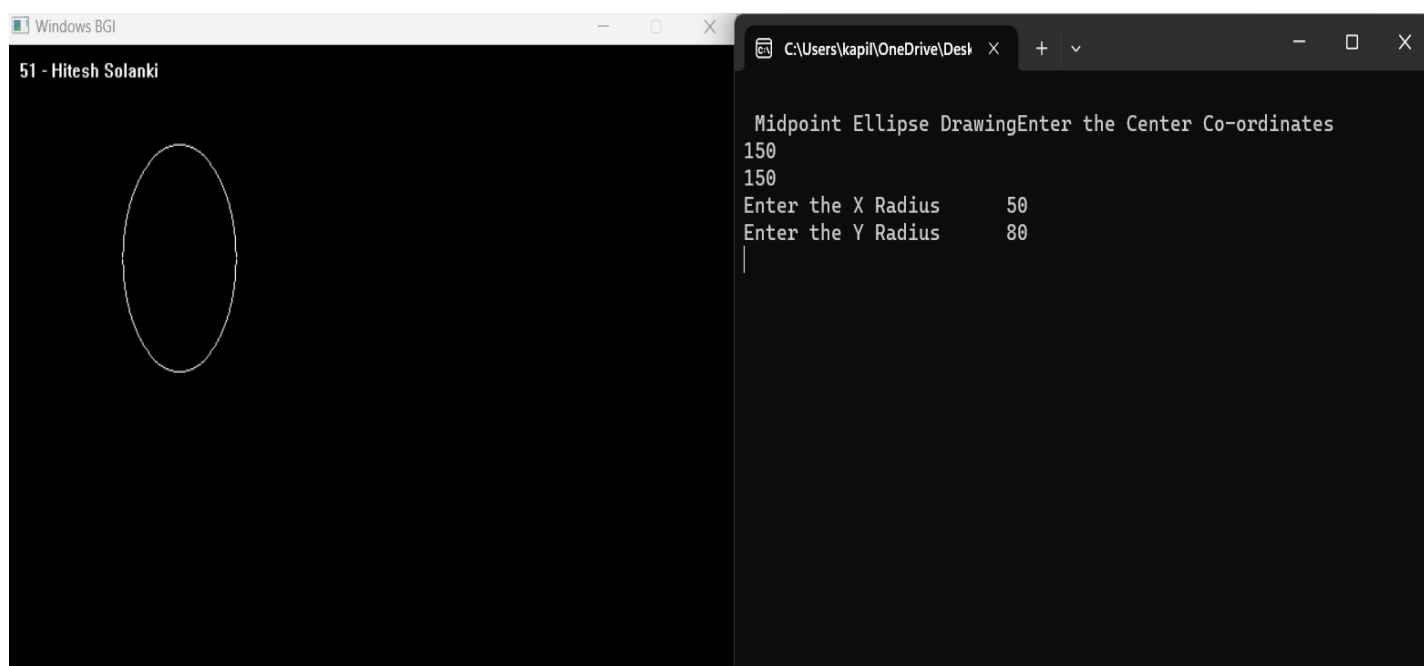 Windows BGI
51 - Hitesh Solanki
C:\Users\kapil\OneDrive\Desk
Midpoint Ellipse DrawingEnter the Center Co-ordinates
150
150
Enter the X Radius 50
Enter the Y Radius 80